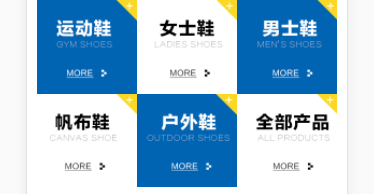 运动鞋 女士鞋 男士鞋
GYM SHOES LADIES SHOES MEN'S SHOES
MORE MORE MORE
帆布鞋 户外鞋 全部产品
CANVAS SHOE OUTDOOR SHOES ALL PRODUCTS
MORE MORE MORE